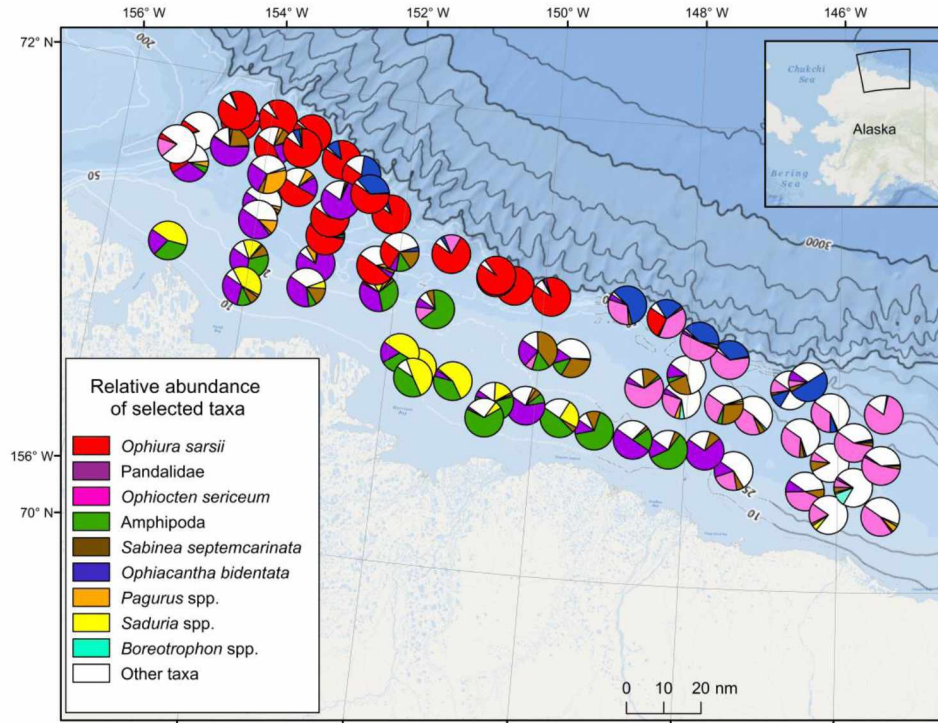 156° W
154° W
152° W
150° W
148° W
146° W
72° N
200
Chukchi
Sea
Alaska
Bering
Sea
50
3000
10
Relative abundance
of selected taxa
Ophiura sarsii
Pandalidae
Ophiocten sericeum
Amphipoda
Sabinea septemcarinata
Ophiacantha bidentata
Pagurus spp.
Saduria spp.
Boreotrophon spp.
Other taxa
156° W
70° N
25
10
0 10 20 nm